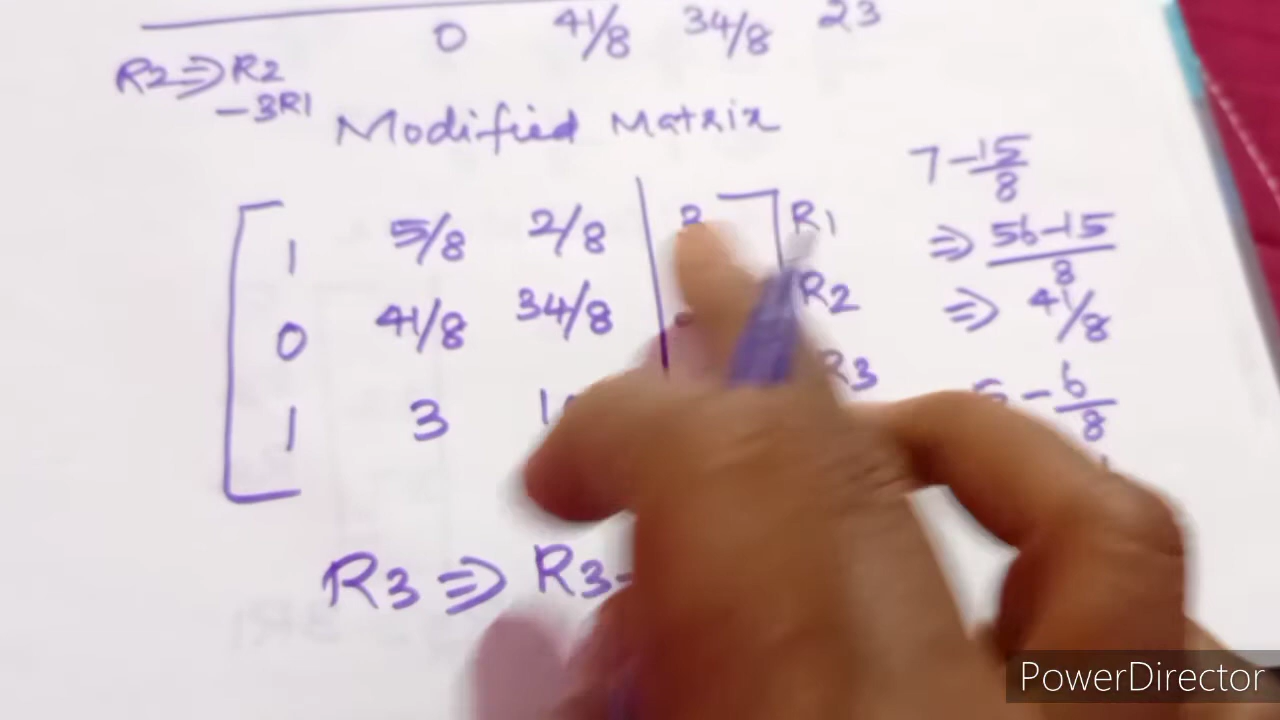 0 41/8 34/8 23
R2 ⇒ R2
-3R1
Modified Matrix
1 5/8 2/8 R1
0 41/8 34/8 R2
1 3 R3
R3 ⇒ R3-
7 - 15/8
⇒ 56-15/8
⇒ 41/8
- 6/8
PowerDirector